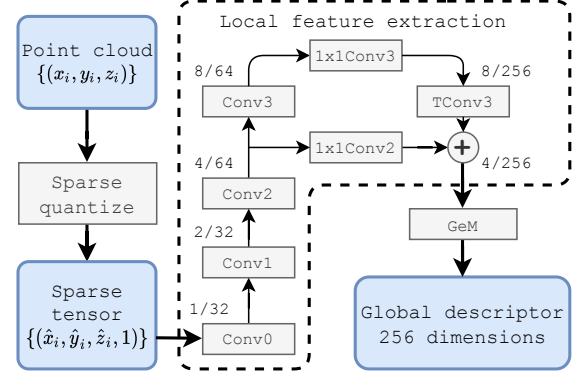 Point cloud
{(x_i, y_i, z_i)}
Sparse
quantize
Sparse
tensor
{(x̂_i, ŷ_i, ẑ_i, 1)}
Local feature extraction
1x1Conv3
8/64
8/256
Conv3
TConv3
1x1Conv2
+
4/64
4/256
Conv2
2/32
GeM
Conv1
1/32
Conv0
Global descriptor
256 dimensions